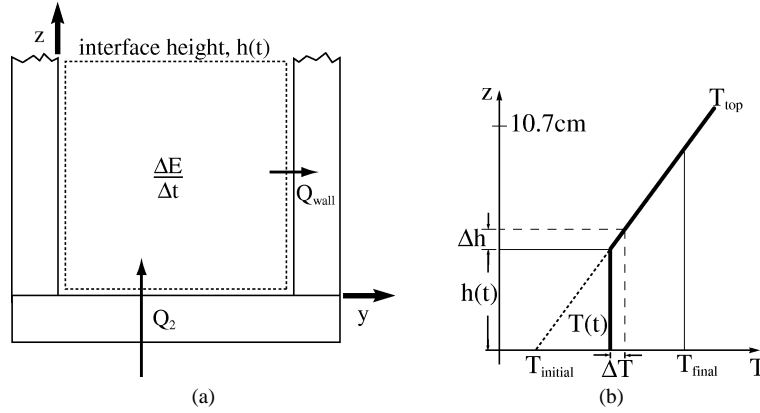 z
interface height, h(t)
ΔE
Δt
Q_wall
Q_2
y
(a)
z
10.7cm
T_top
Δh
h(t)
T(t)
T_initial
ΔT
T_final
T
(b)